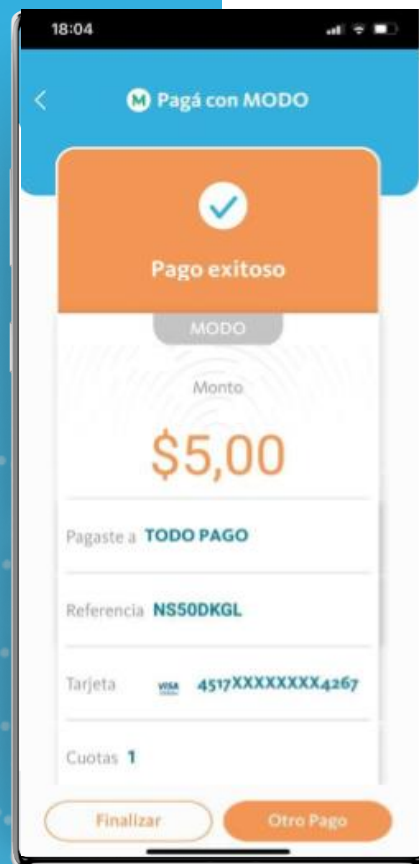 18:04
M Pagá con MODO
Pago exitoso
MODO
Monto
$5,00
Pagaste a TODO PAGO
Referencia NS50DKGL
Tarjeta VISA 4517XXXXXXXX4267
Cuotas 1
Finalizar Otro Pago